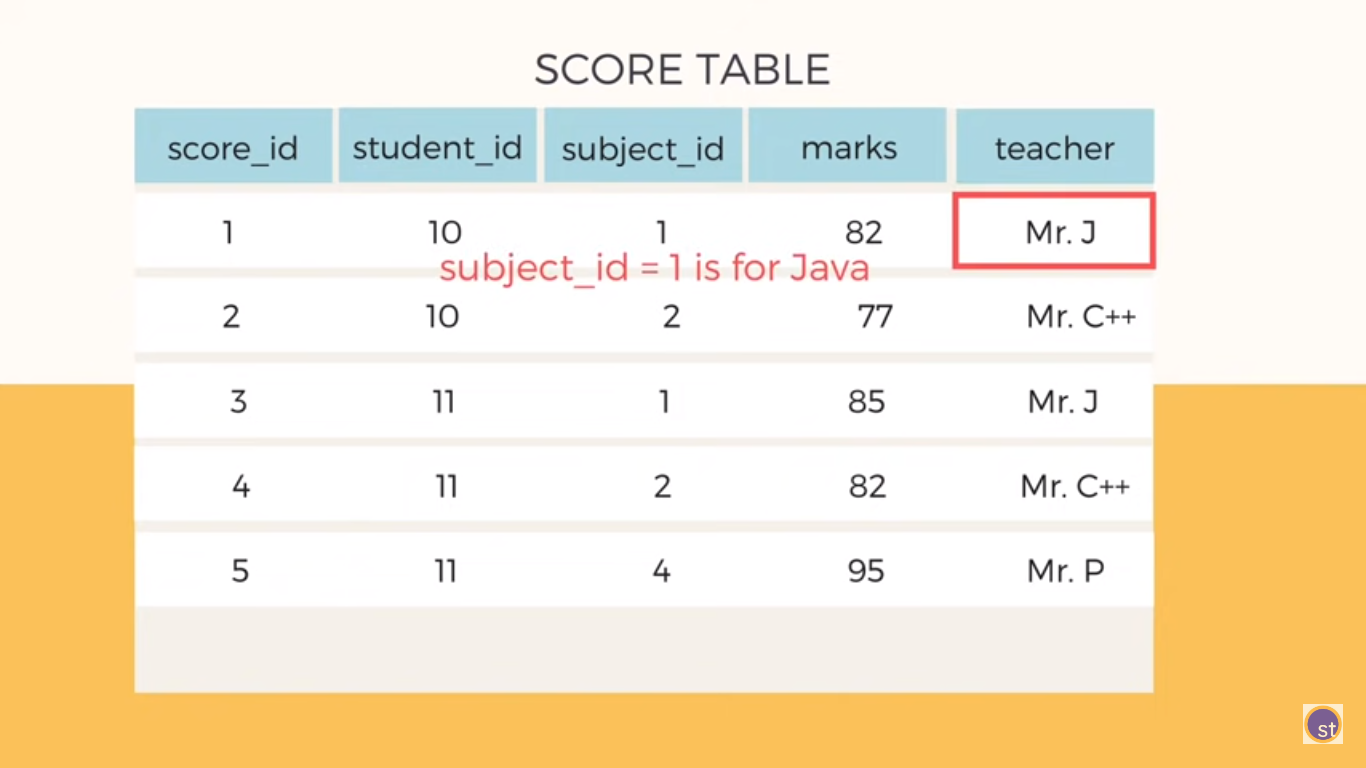 SCORE TABLE
score_id student_id subject_id marks teacher
1 10 1 82 Mr. J
subject_id = 1 is for Java
2 10 2 77 Mr. C++
3 11 1 85 Mr. J
4 11 2 82 Mr. C++
5 11 4 95 Mr. P
st